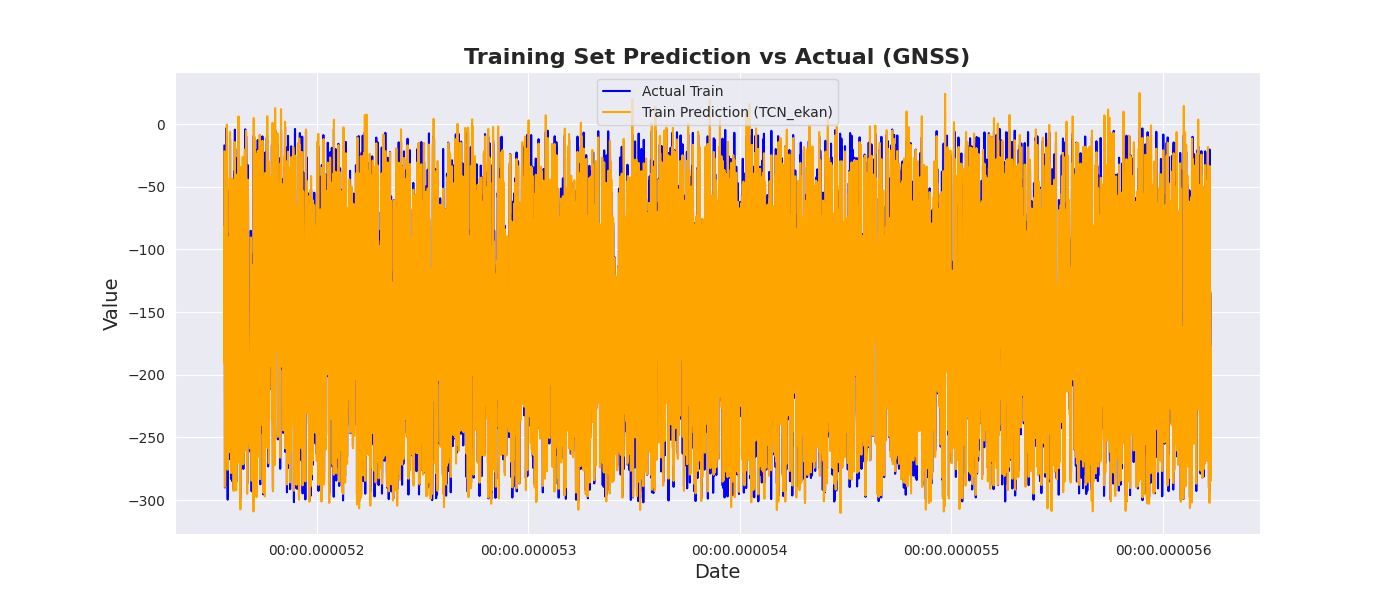 Training Set Prediction vs Actual (GNSS)
Actual Train
Train Prediction (TCN_ekan)
Value
0
−50
−100
−150
−200
−250
−300
00:00.000052 00:00.000053 00:00.000054 00:00.000055 00:00.000056
Date